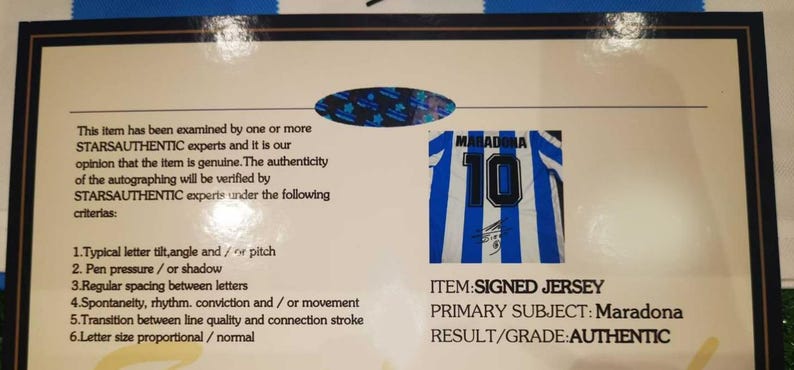 This item has been examined by one or more
STARSAUTHENTIC experts and it is our
opinion that the item is genuine.The authenticity
of the autographing will be verified by
STARSAUTHENTIC experts under the following
criterias:
1.Typical letter tilt,angle and / or pitch
2. Pen pressure / or shadow
3.Regular spacing between letters
4.Spontaneity, rhythm. conviction and / or movement
5.Transition between line quality and connection stroke
6.Letter size proportional / normal
MARADONA
10
ITEM:SIGNED JERSEY
PRIMARY SUBJECT: Maradona
RESULT/GRADE:AUTHENTIC